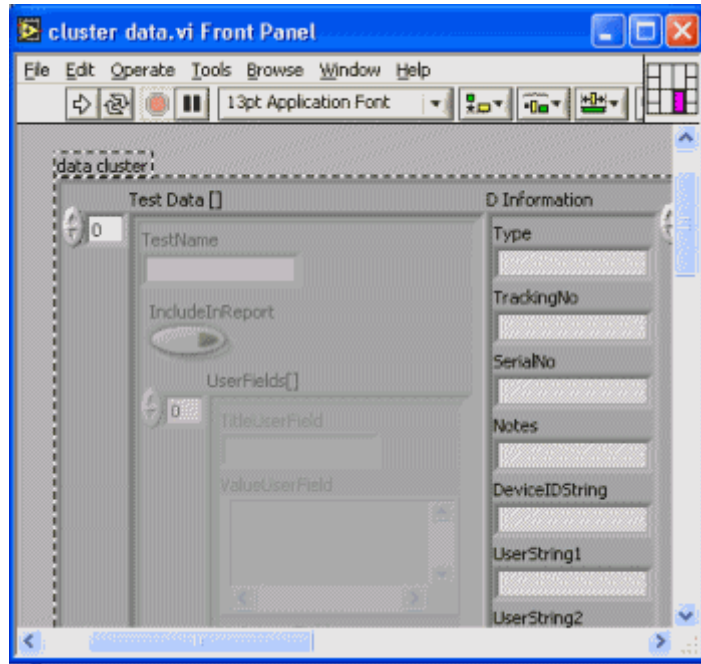 cluster data.vi Front Panel
File Edit Operate Tools Browse Window Help
13pt Application Font
data cluster
Test Data []
D Information
0
TestName
Type
IncludeInReport
TrackingNo
SerialNo
UserFields[]
0
TitleUserField
Notes
ValueUserField
DeviceIDString
UserString1
UserString2